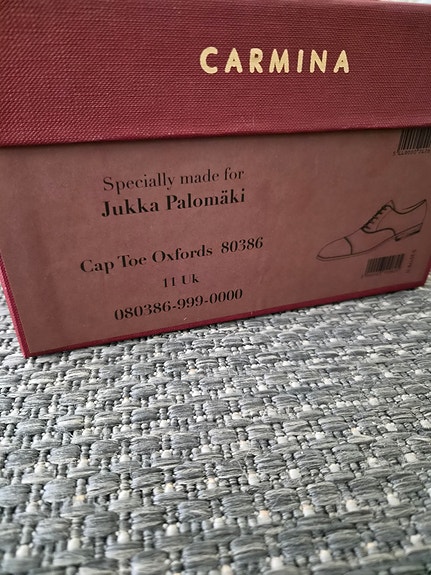 CARMINA
Specially made for
Jukka Palomäki
Cap Toe Oxfords 80386
11 Uk
080386-999-0000